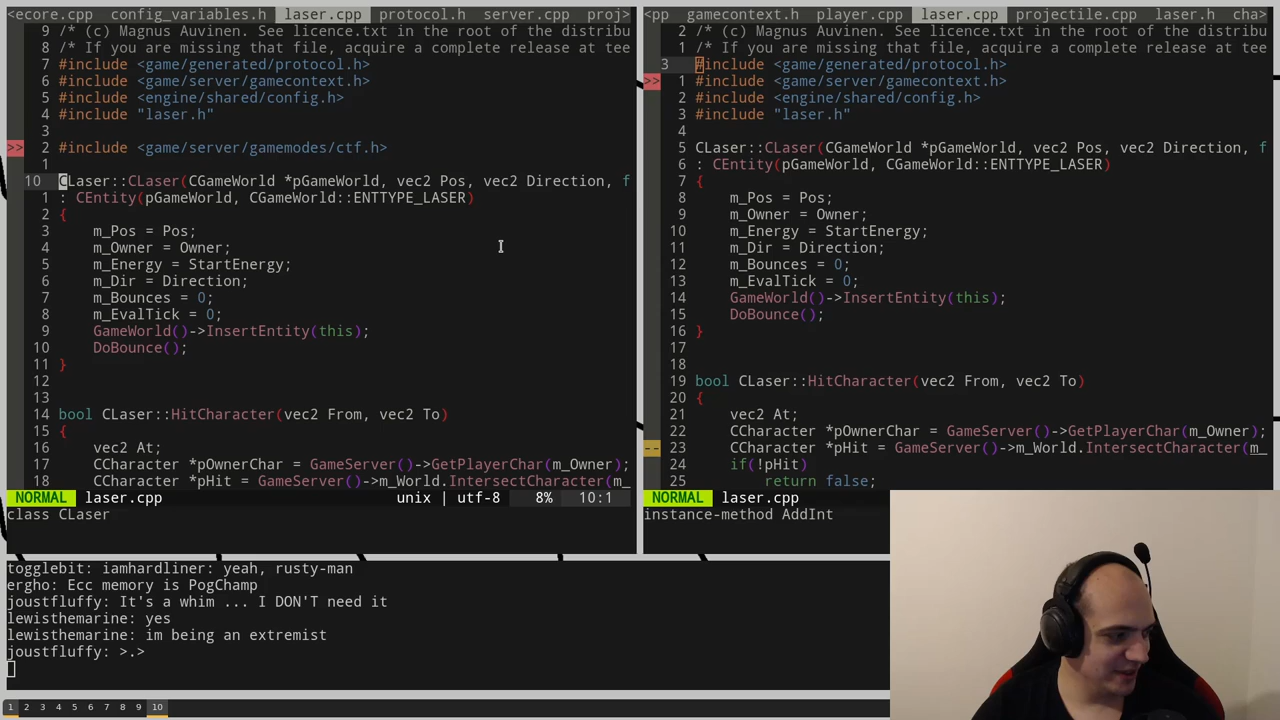 <ecore.cpp config_variables.h laser.cpp protocol.h server.cpp proj>
9 /* (c) Magnus Auvinen. See licence.txt in the root of the distribu
8 /* If you are missing that file, acquire a complete release at tee
7 #include <game/generated/protocol.h>
6 #include <game/server/gamecontext.h>
5 #include <engine/shared/config.h>
4 #include "laser.h"
3
>> 2 #include <game/server/gamemodes/ctf.h>
1
10 CLaser::CLaser(CGameWorld *pGameWorld, vec2 Pos, vec2 Direction, f
1 : CEntity(pGameWorld, CGameWorld::ENTTYPE_LASER)
2 {
3 m_Pos = Pos;
4 m_Owner = Owner;
5 m_Energy = StartEnergy;
6 m_Dir = Direction;
7 m_Bounces = 0;
8 m_EvalTick = 0;
9 GameWorld()->InsertEntity(this);
10 DoBounce();
11 }
12
13
14 bool CLaser::HitCharacter(vec2 From, vec2 To)
15 {
16 vec2 At;
17 CCharacter *pOwnerChar = GameServer()->GetPlayerChar(m_Owner);
18 CCharacter *pHit = GameServer()->m_World.IntersectCharacter(m_
NORMAL laser.cpp unix | utf-8 8% 10:1
class CLaser
<pp gamecontext.h player.cpp laser.cpp projectile.cpp laser.h cha>
2 /* (c) Magnus Auvinen. See licence.txt in the root of the distribu
1 /* If you are missing that file, acquire a complete release at tee
3 #include <game/generated/protocol.h>
>> 1 #include <game/server/gamecontext.h>
2 #include <engine/shared/config.h>
3 #include "laser.h"
4
5 CLaser::CLaser(CGameWorld *pGameWorld, vec2 Pos, vec2 Direction, f
6 : CEntity(pGameWorld, CGameWorld::ENTTYPE_LASER)
7 {
8 m_Pos = Pos;
9 m_Owner = Owner;
10 m_Energy = StartEnergy;
11 m_Dir = Direction;
12 m_Bounces = 0;
13 m_EvalTick = 0;
14 GameWorld()->InsertEntity(this);
15 DoBounce();
16 }
17
18
19 bool CLaser::HitCharacter(vec2 From, vec2 To)
20 {
21 vec2 At;
22 CCharacter *pOwnerChar = GameServer()->GetPlayerChar(m_Owner);
-- 23 CCharacter *pHit = GameServer()->m_World.IntersectCharacter(m_
24 if(!pHit)
25 return false;
NORMAL laser.cpp
instance-method AddInt
togglebit: iamhardliner: yeah, rusty-man
ergho: Ecc memory is PogChamp
joustfluffy: It's a whim ... I DON'T need it
lewisthemarine: yes
lewisthemarine: im being an extremist
joustfluffy: >.>
1 2 3 4 5 6 7 8 9 10